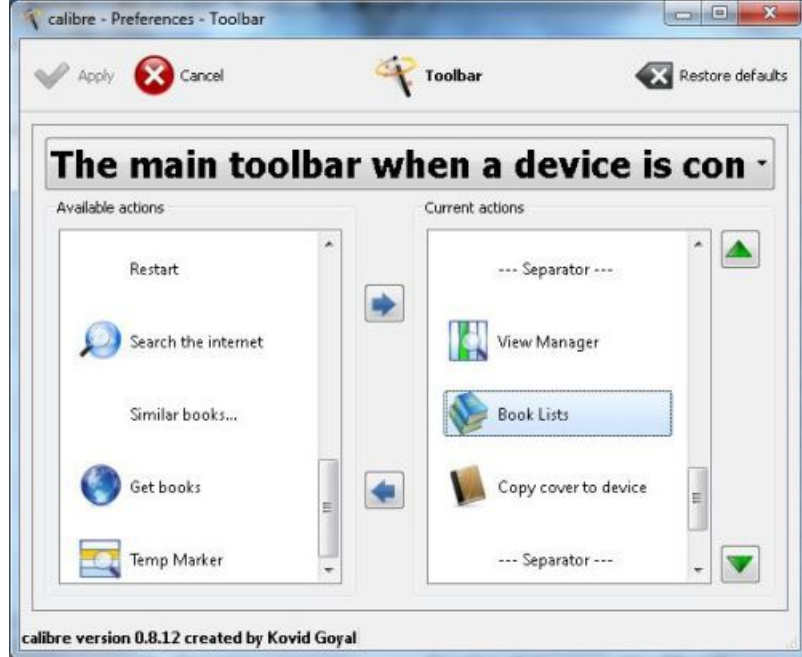 calibre - Preferences - Toolbar
Apply Cancel Toolbar Restore defaults
The main toolbar when a device is con
Available actions
Restart
Search the internet
Similar books...
Get books
Temp Marker
Current actions
--- Separator ---
View Manager
Book Lists
Copy cover to device
--- Separator ---
calibre version 0.8.12 created by Kovid Goyal